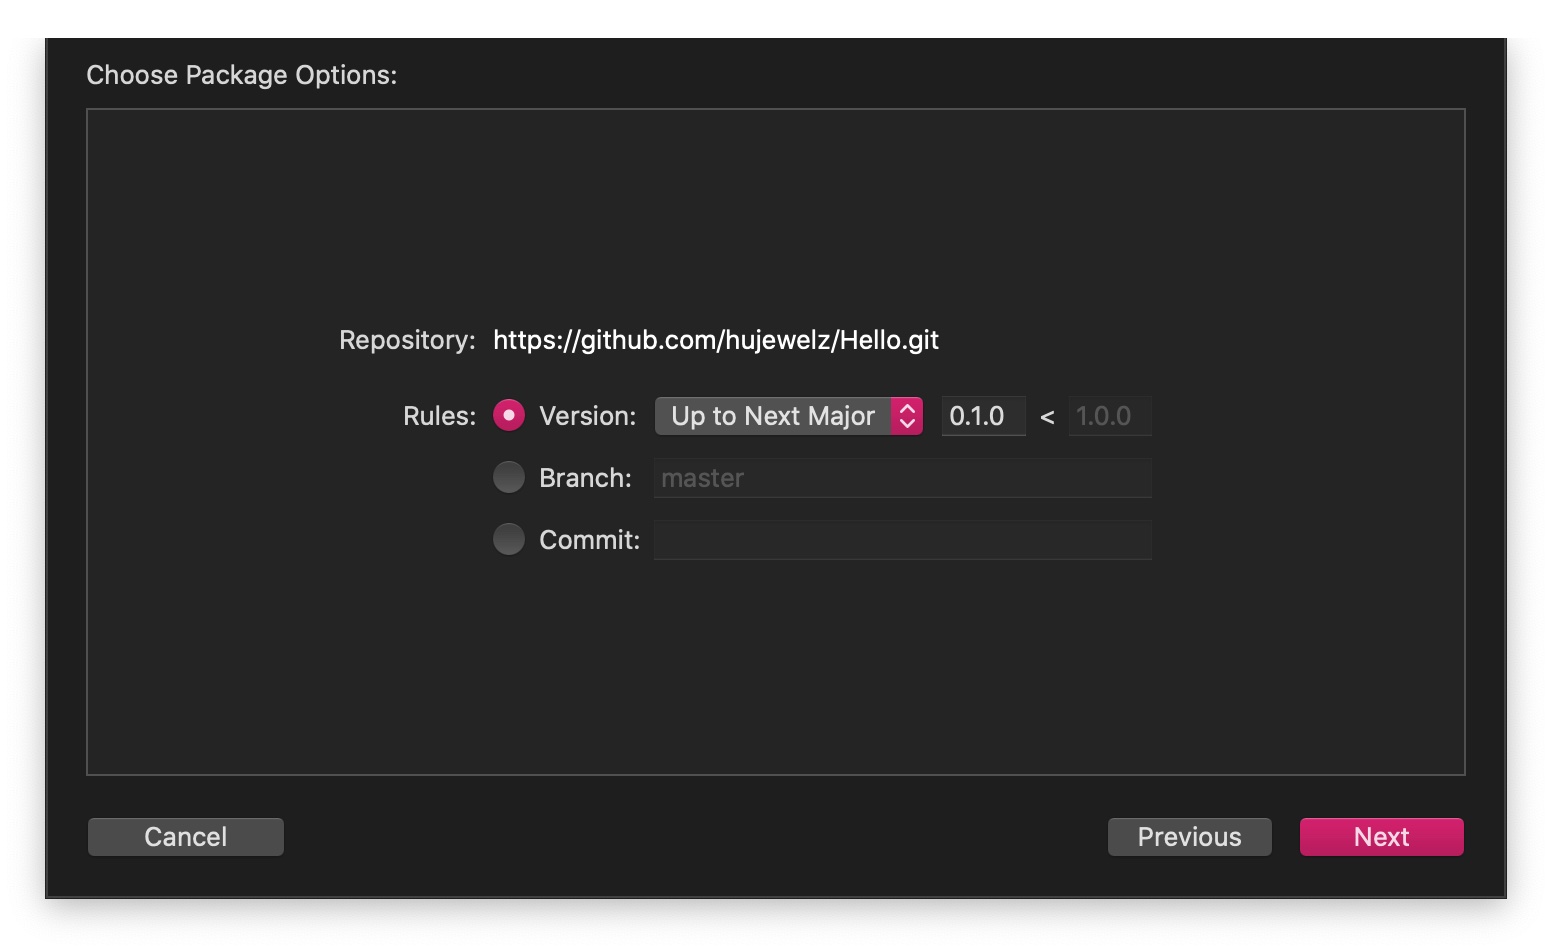 Choose Package Options:
Repository: https://github.com/hujewelz/Hello.git
Rules: Version: Up to Next Major 0.1.0 < 1.0.0
Branch: master
Commit:
Cancel Previous Next